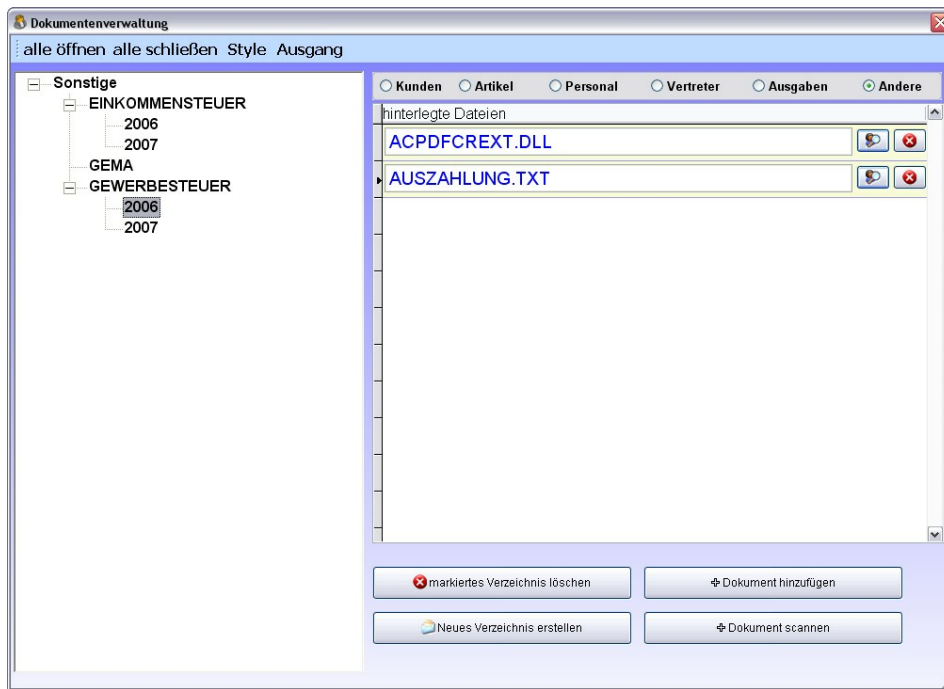 Dokumentenverwaltung
alle öffnen alle schließen Style Ausgang
Sonstige
EINKOMMENSTEUER
2006
2007
GEMA
GEWERBESTEUER
2006
2007
Kunden Artikel Personal Vertreter Ausgaben Andere
hinterlegte Dateien
ACPDFCREXT.DLL
AUSZAHLUNG.TXT
markiertes Verzeichnis löschen Dokument hinzufügen
Neues Verzeichnis erstellen Dokument scannen